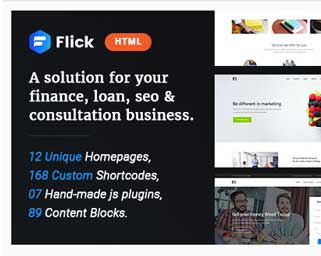 Flick HTML
A solution for your
finance, loan, seo &
consultation business.
12 Unique Homepages,
168 Custom Shortcodes,
07 Hand-made js plugins,
89 Content Blocks.
Be different in marketing
Get your money Wired Today!